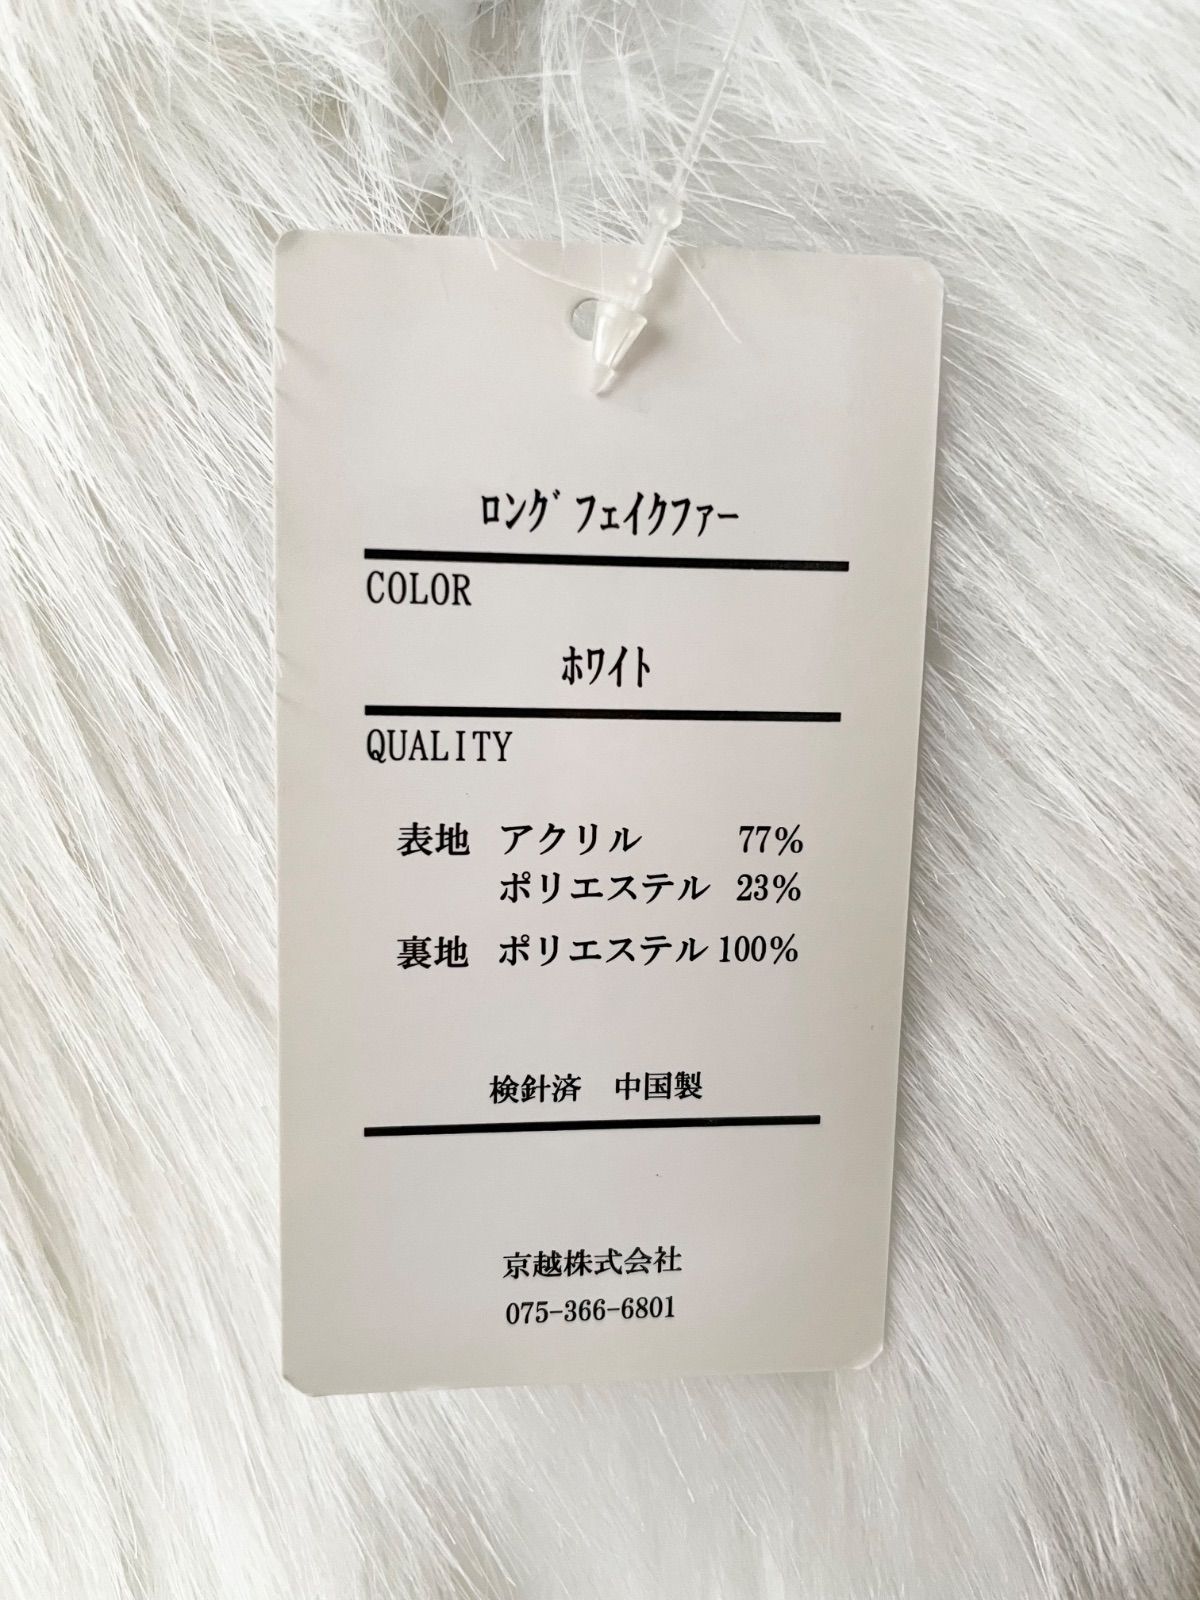 ﾛﾝｸﾞﾌｪｲｸﾌｧｰ
COLOR
ﾎﾜｲﾄ
QUALITY
表地 アクリル 77%
ポリエステル 23%
裏地 ポリエステル 100%
検針済 中国製
京越株式会社
075-366-6801